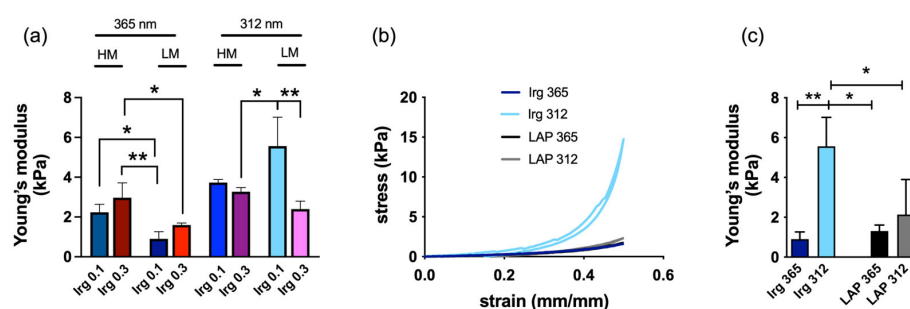 (a)
365 nm
312 nm
HM
LM
HM
LM
Young's modulus
(kPa)
8
6
4
2
0
*
*
**
*
**
Irg 0.1
Irg 0.3
Irg 0.1
Irg 0.3
Irg 0.1
Irg 0.3
Irg 0.1
Irg 0.3
(b)
stress (kPa)
20
15
10
5
0
0.0
0.2
0.4
0.6
strain (mm/mm)
Irg 365
Irg 312
LAP 365
LAP 312
(c)
Young's modulus
(kPa)
8
6
4
2
0
*
**
*
Irg 365
Irg 312
LAP 365
LAP 312